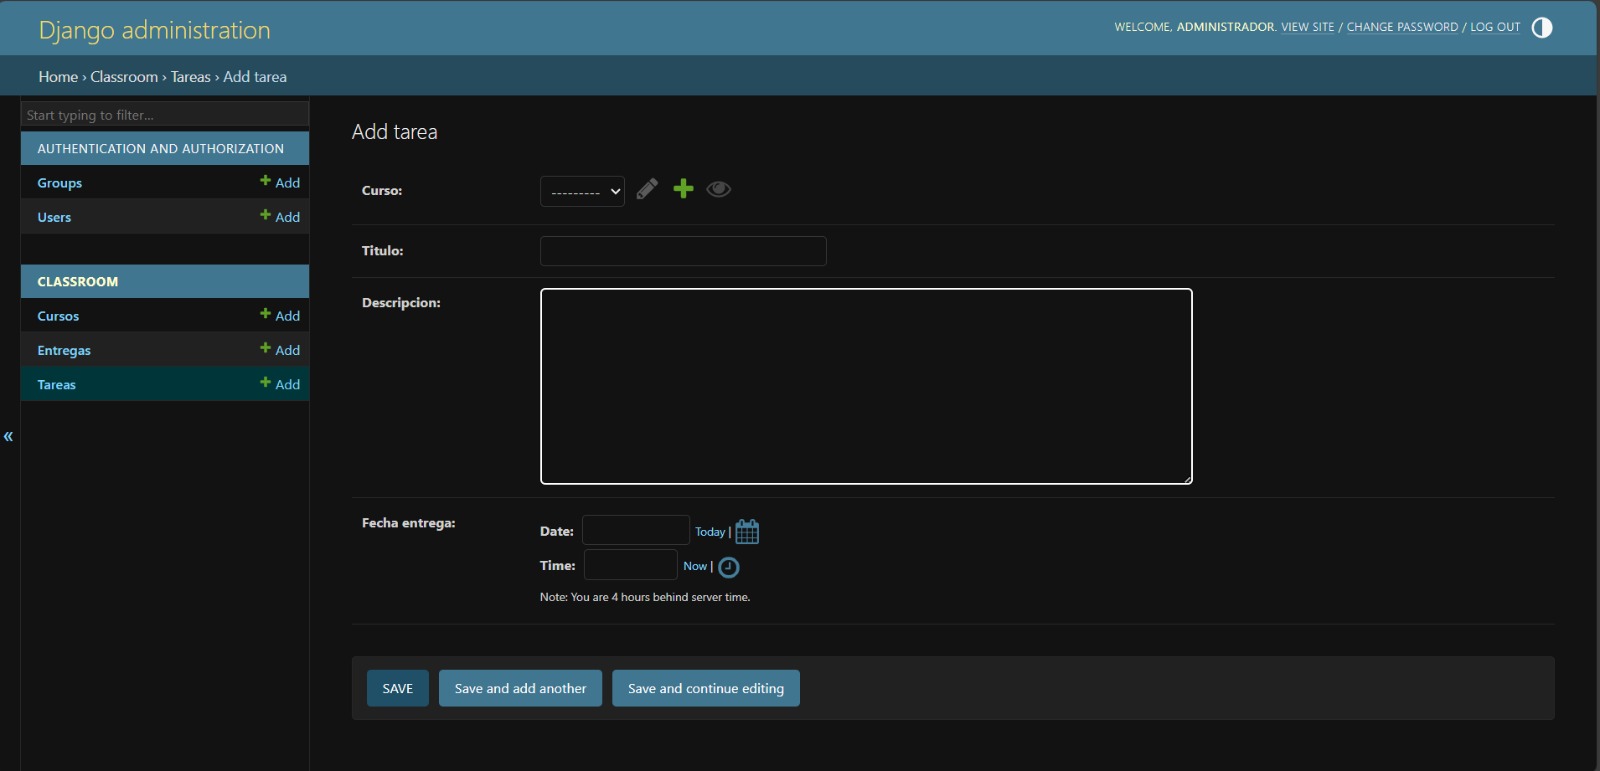 Django administration
WELCOME, ADMINISTRADOR. VIEW SITE / CHANGE PASSWORD / LOG OUT
Home › Classroom › Tareas › Add tarea
Start typing to filter...
AUTHENTICATION AND AUTHORIZATION
Groups + Add
Users + Add
CLASSROOM
Cursos + Add
Entregas + Add
Tareas + Add
«
Add tarea
Curso: ---------
Titulo:
Descripcion:
Fecha entrega:
Date: Today |
Time: Now |
Note: You are 4 hours behind server time.
SAVE
Save and add another
Save and continue editing